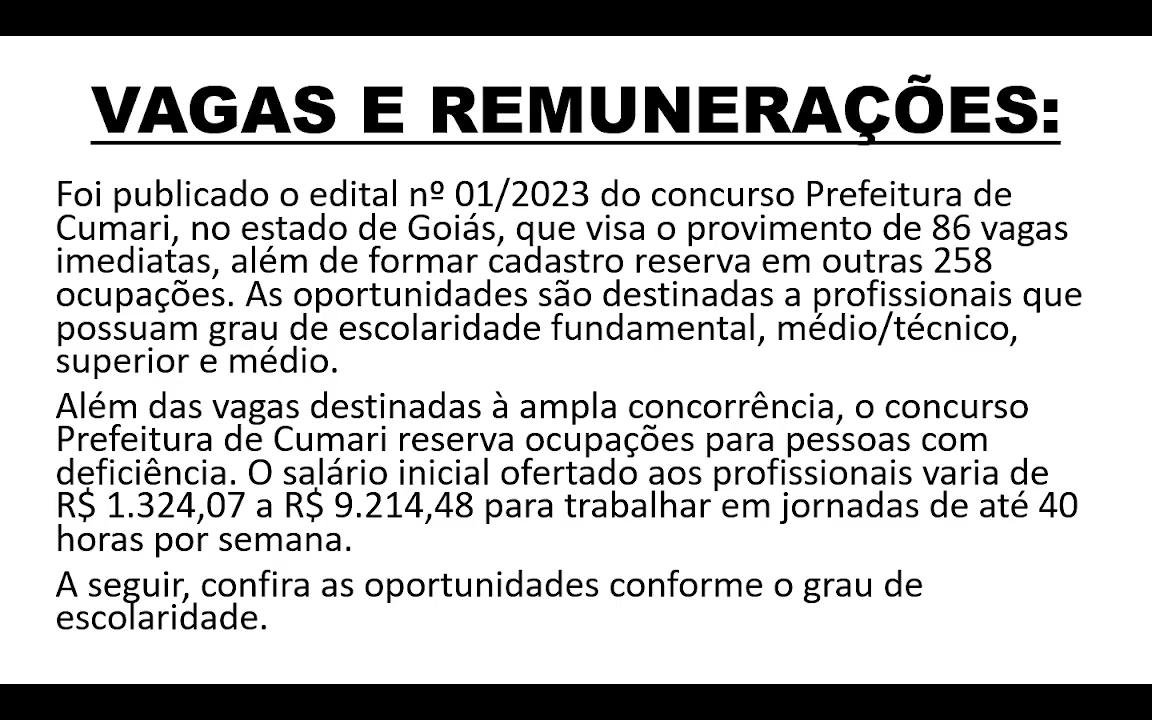 VAGAS E REMUNERAÇÕES:
Foi publicado o edital nº 01/2023 do concurso Prefeitura de
Cumari, no estado de Goiás, que visa o provimento de 86 vagas
imediatas, além de formar cadastro reserva em outras 258
ocupações. As oportunidades são destinadas a profissionais que
possuam grau de escolaridade fundamental, médio/técnico,
superior e médio.
Além das vagas destinadas à ampla concorrência, o concurso
Prefeitura de Cumari reserva ocupações para pessoas com
deficiência. O salário inicial ofertado aos profissionais varia de
R$ 1.324,07 a R$ 9.214,48 para trabalhar em jornadas de até 40
horas por semana.
A seguir, confira as oportunidades conforme o grau de
escolaridade.